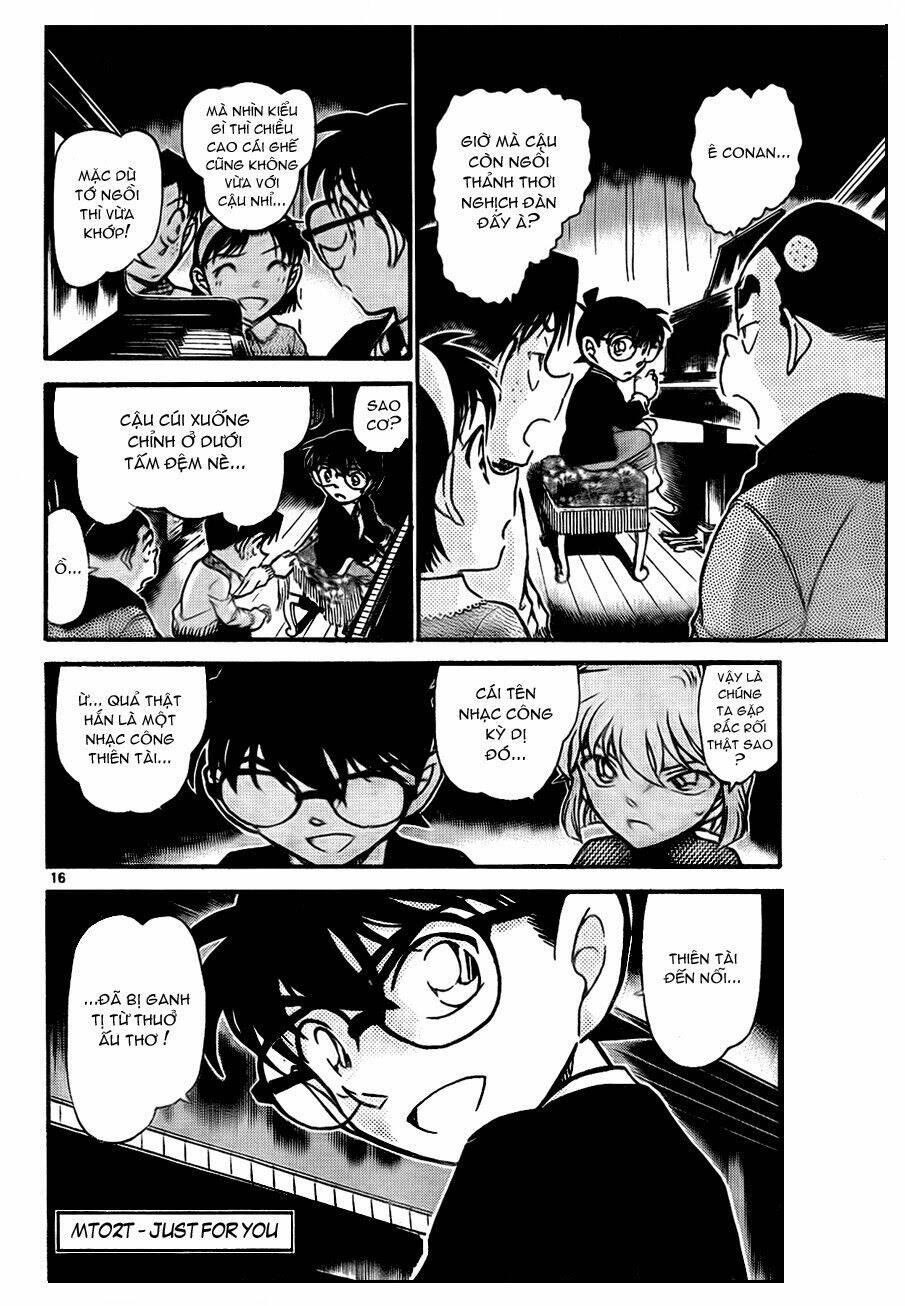 Ê CONAN...
GIỜ MÀ CẬU
CÒN NGỒI
THẢNH THƠI
NGHỊCH ĐÀN
ĐẤY À?
MÀ NHÌN KIỂU
GÌ THÌ CHIỀU
CAO CÁI GHẾ
CŨNG KHÔNG
VỪA VỚI
CẬU NHỈ...
MẶC DÙ
TỚ NGỒI
THÌ VỪA
KHỚP!
SAO
CƠ?
CẬU CÚI XUỐNG
CHỈNH Ở DƯỚI
TẤM ĐỆM NÈ...
Ồ...
VẬY LÀ
CHÚNG
TA GẶP
RẮC RỐI
THẬT SAO
?
CÁI TÊN
NHẠC CÔNG
KỲ DỊ
ĐÓ...
Ừ... QUẢ THẬT
HẮN LÀ MỘT
NHẠC CÔNG
THIÊN TÀI...
16
THIÊN TÀI
ĐẾN NỖI...
...ĐÃ BỊ GANH
TỊ TỪ THUỞ
ẤU THƠ!
MT02T - JUST FOR YOU